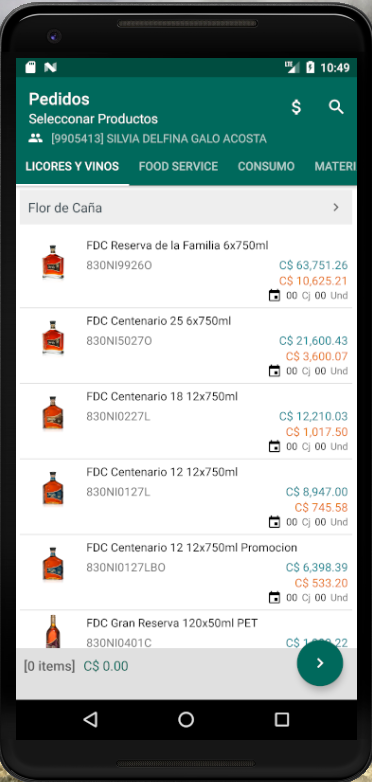 10:49
Pedidos
Selecconar Productos
[9905413] SILVIA DELFINA GALO ACOSTA
$
LICORES Y VINOS FOOD SERVICE CONSUMO MATERI
Flor de Caña
FDC Reserva de la Familia 6x750ml
830NI9926O C$ 63,751.26
C$ 10,625.21
00 Cj 00 Und
FDC Centenario 25 6x750ml
830NI5027O C$ 21,600.43
C$ 3,600.07
00 Cj 00 Und
FDC Centenario 18 12x750ml
830NI0227L C$ 12,210.03
C$ 1,017.50
00 Cj 00 Und
FDC Centenario 12 12x750ml
830NI0127L C$ 8,947.00
C$ 745.58
00 Cj 00 Und
FDC Centenario 12 12x750ml Promocion
830NI0127LBO C$ 6,398.39
C$ 533.20
00 Cj 00 Und
FDC Gran Reserva 120x50ml PET
830NI0401C
[0 items] C$ 0.00